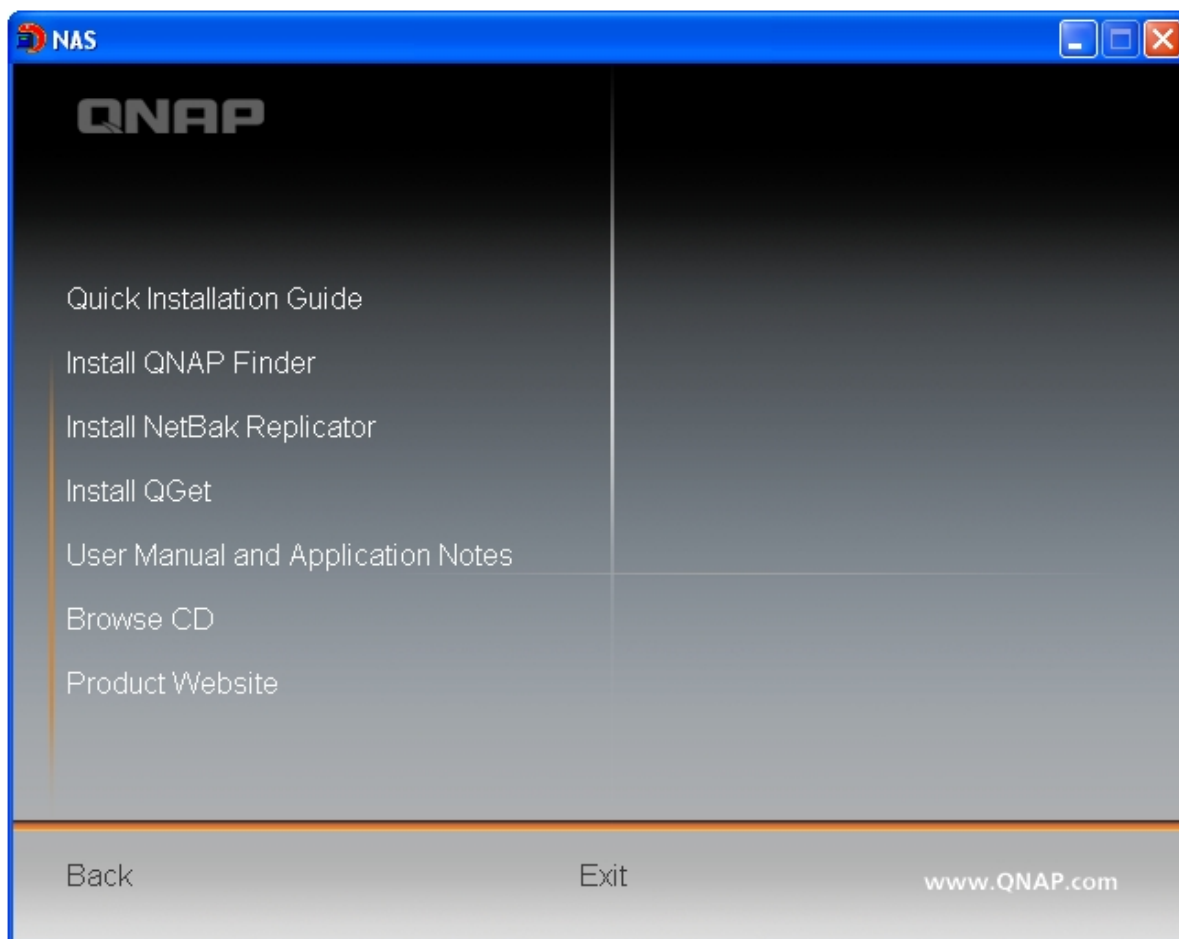 NAS
QNAP
Quick Installation Guide
Install QNAP Finder
Install NetBak Replicator
Install QGet
User Manual and Application Notes
Browse CD
Product Website
Back
Exit
www.QNAP.com